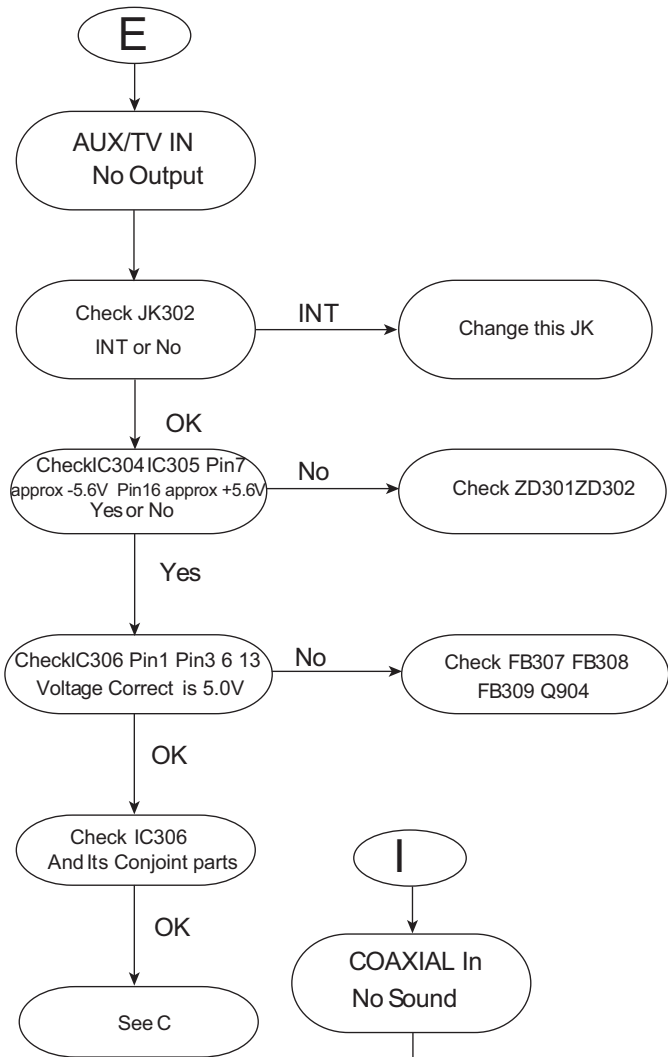 E
AUX/TV IN
No Output
Check JK302
INT or No
INT
Change this JK
OK
CheckIC304 IC305 Pin7
approx -5.6V Pin16 approx +5.6V
Yes or No
No
Check ZD301ZD302
Yes
CheckIC306 Pin1 Pin3 6 13
Voltage Correct is 5.0V
No
Check FB307 FB308
FB309 Q904
OK
Check IC306
And Its Conjoint parts
OK
See C
I
COAXIAL In
No Sound